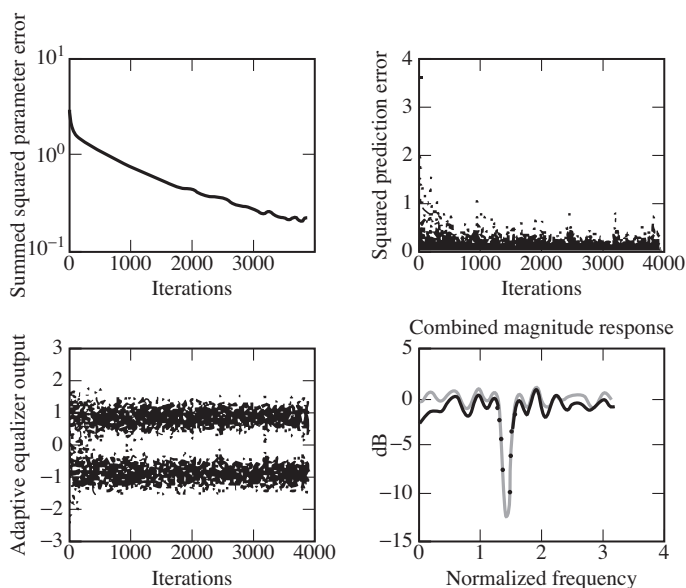 Summed squared parameter error
10^1
10^0
10^-1
0 1000 2000 3000
Iterations
Squared prediction error
4
3
2
1
0
0 1000 2000 3000 4000
Iterations
Adaptive equalizer output
3
2
1
0
−1
−2
−3
0 1000 2000 3000 4000
Iterations
Combined magnitude response
dB
5
0
−5
−10
−15
0 1 2 3 4
Normalized frequency